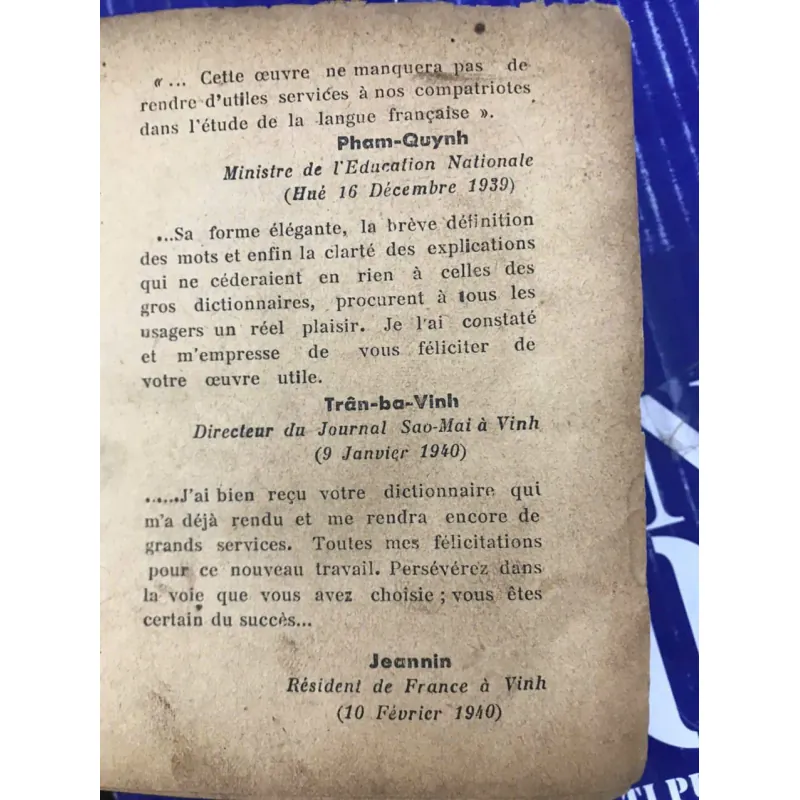 «... Cette œuvre ne manquera pas de
rendre d'utiles services à nos compatriotes
dans l'étude de la langue française ».
Pham-Quynh
Ministre de l'Education Nationale
(Hué 16 Décembre 1939)
...Sa forme élégante, la brève définition
des mots et enfin la clarté des explications
qui ne céderaient en rien à celles des
gros dictionnaires, procurent à tous les
usagers un réel plaisir. Je l'ai constaté
et m'empresse de vous féliciter de
votre œuvre utile.
Trân-ba-Vinh
Directeur du Journal Sao-Mai à Vinh
(9 Janvier 1940)
......J'ai bien reçu votre dictionnaire qui
m'a déjà rendu et me rendra encore de
grands services. Toutes mes félicitations
pour ce nouveau travail. Persévérez dans
la voie que vous avez choisie ; vous êtes
certain du succès...
Jeannin
Résident de France à Vinh
(10 Février 1940)